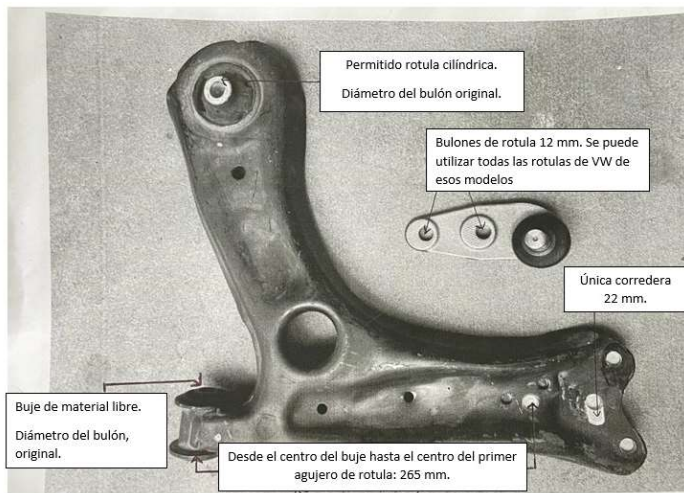 Permitido rotula cilíndrica.
Diámetro del bulón original.
Bulones de rotula 12 mm. Se puede
utilizar todas las rotulas de VW de
esos modelos
Única corredera
22 mm.
Buje de material libre.
Diámetro del bulón,
original.
Desde el centro del buje hasta el centro del primer
agujero de rotula: 265 mm.